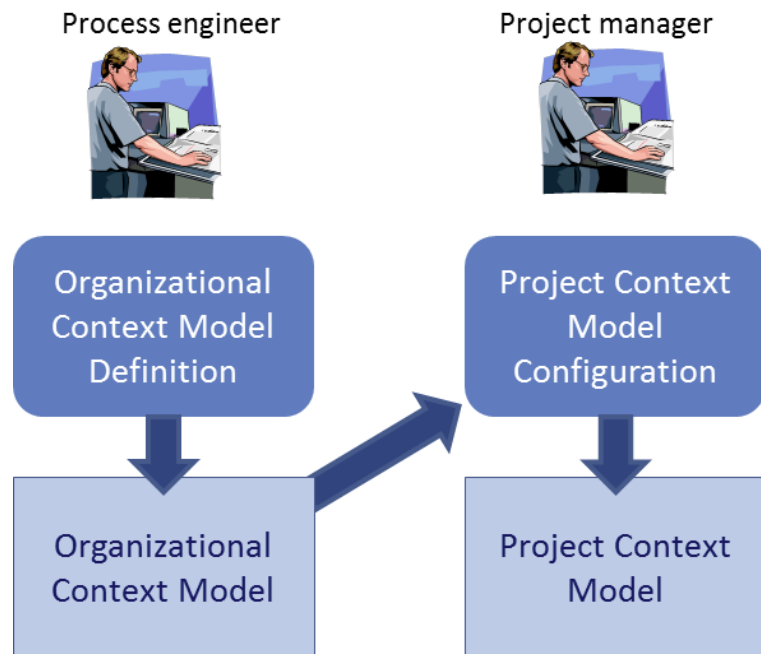 Process engineer
Project manager
Organizational
Context Model
Definition
Project Context
Model
Configuration
Organizational
Context Model
Project Context
Model